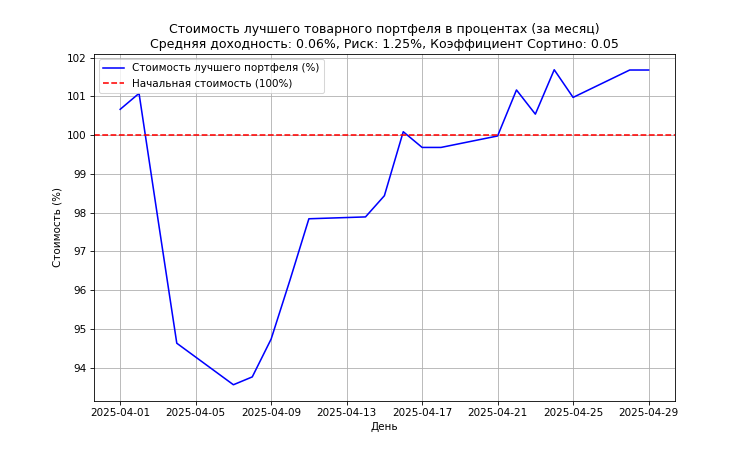 Стоимость лучшего товарного портфеля в процентах (за месяц)
Средняя доходность: 0.06%, Риск: 1.25%, Коэффициент Сортино: 0.05
Стоимость лучшего портфеля (%)
Начальная стоимость (100%)
Стоимость (%)
102
101
100
99
98
97
96
95
94
2025-04-01 2025-04-05 2025-04-09 2025-04-13 2025-04-17 2025-04-21 2025-04-25 2025-04-29
День